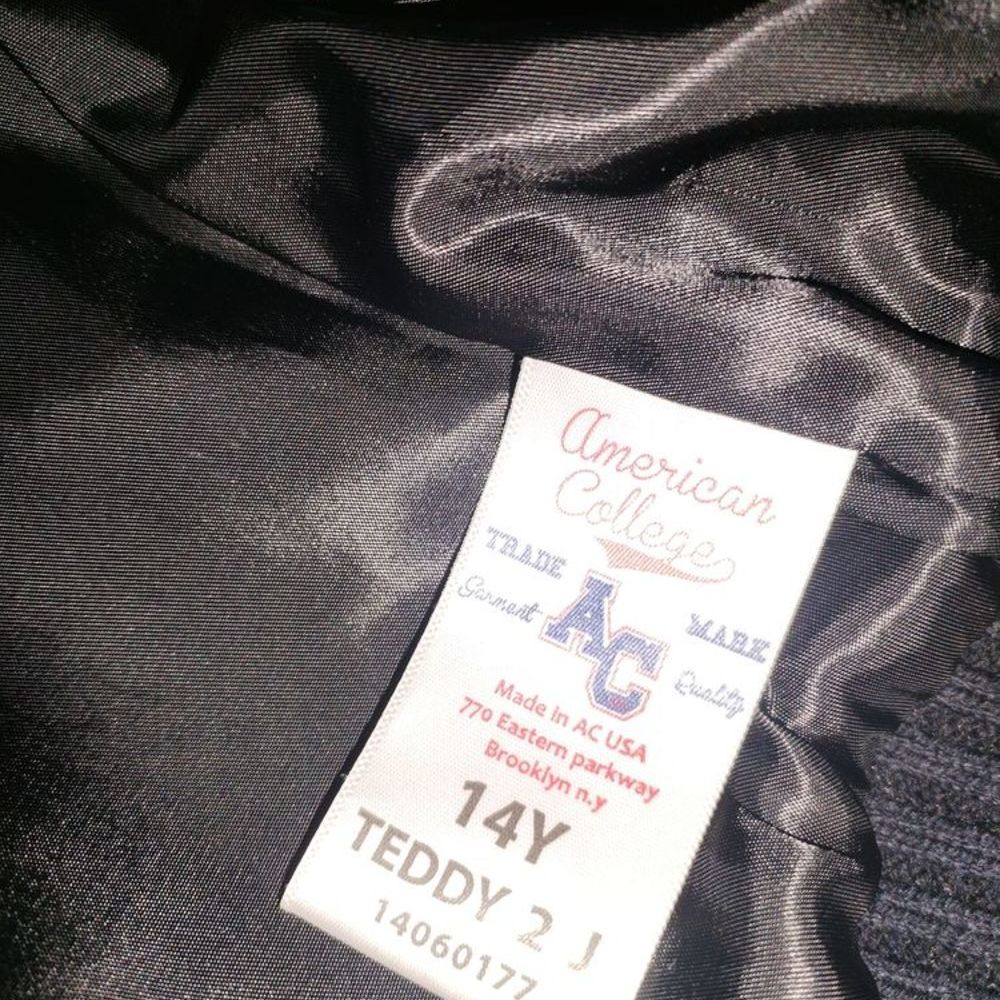 American
College
TRADE MARK
Garment Quality
AC
Made in AC USA
770 Eastern parkway
Brooklyn n.y
14Y
TEDDY 2 J
14060177